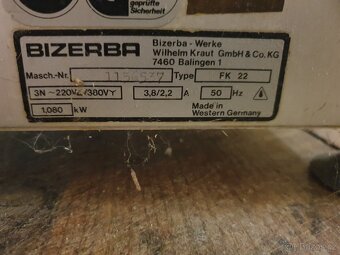 geprüfte
Sicherheit
BIZERBA
Bizerba - Werke
Wilhelm Kraut GmbH & Co. KG
7460 Balingen 1
Masch.-Nr. Type FK 22
3N ~220VΔ/380VY 3,8/2,2 A 50 Hz
1,080 kW
Made in
Western Germany